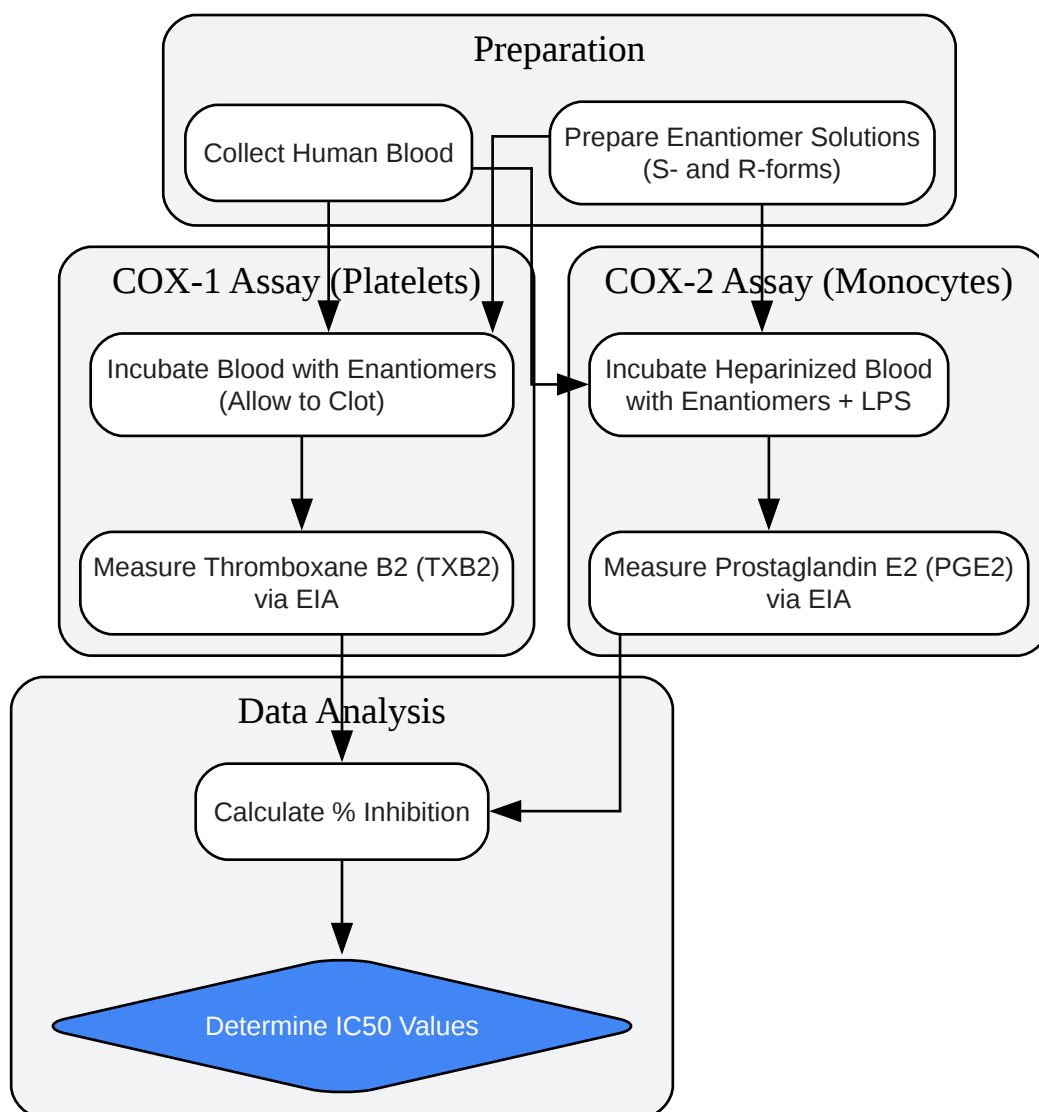 Preparation
Collect Human Blood
Prepare Enantiomer Solutions
(S- and R-forms)
COX-1 Assay (Platelets)
Incubate Blood with Enantiomers
(Allow to Clot)
Measure Thromboxane B2 (TXB2)
via EIA
COX-2 Assay (Monocytes)
Incubate Heparinized Blood
with Enantiomers + LPS
Measure Prostaglandin E2 (PGE2)
via EIA
Data Analysis
Calculate % Inhibition
Determine IC50 Values